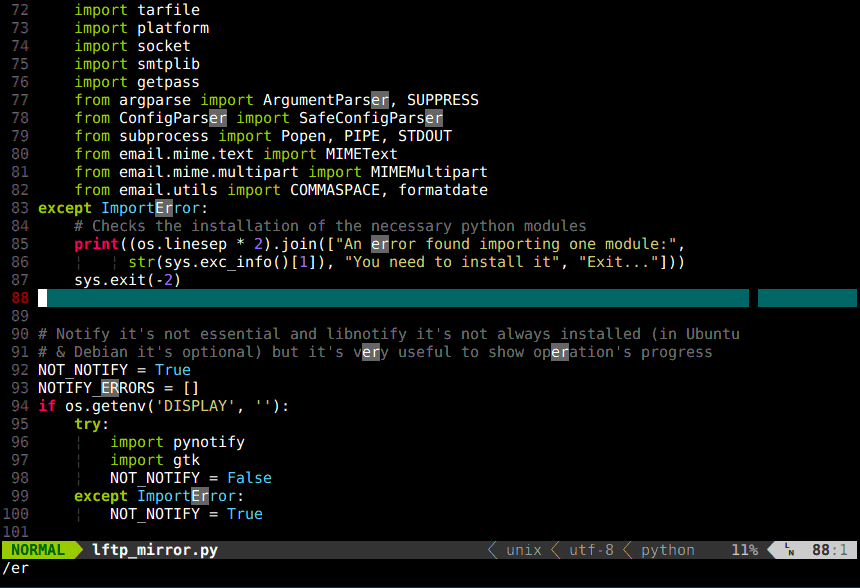 72     import tarfile
73     import platform
74     import socket
75     import smtplib
76     import getpass
77     from argparse import ArgumentParser, SUPPRESS
78     from ConfigParser import SafeConfigParser
79     from subprocess import Popen, PIPE, STDOUT
80     from email.mime.text import MIMEText
81     from email.mime.multipart import MIMEMultipart
82     from email.utils import COMMASPACE, formatdate
83 except ImportError:
84     # Checks the installation of the necessary python modules
85     print((os.linesep * 2).join(["An error found importing one module:",
86     ¦   ¦ str(sys.exc_info()[1]), "You need to install it", "Exit..."]))
87     sys.exit(-2)
88
89
90 # Notify it's not essential and libnotify it's not always installed (in Ubuntu
91 # & Debian it's optional) but it's very useful to show operation's progress
92 NOT_NOTIFY = True
93 NOTIFY_ERRORS = []
94 if os.getenv('DISPLAY', ''):
95     try:
96     ¦   import pynotify
97     ¦   import gtk
98     ¦   NOT_NOTIFY = False
99     except ImportError:
100     ¦   NOT_NOTIFY = True
101
NORMAL lftp_mirror.py unix utf-8 python 11% LN 88:1
/er